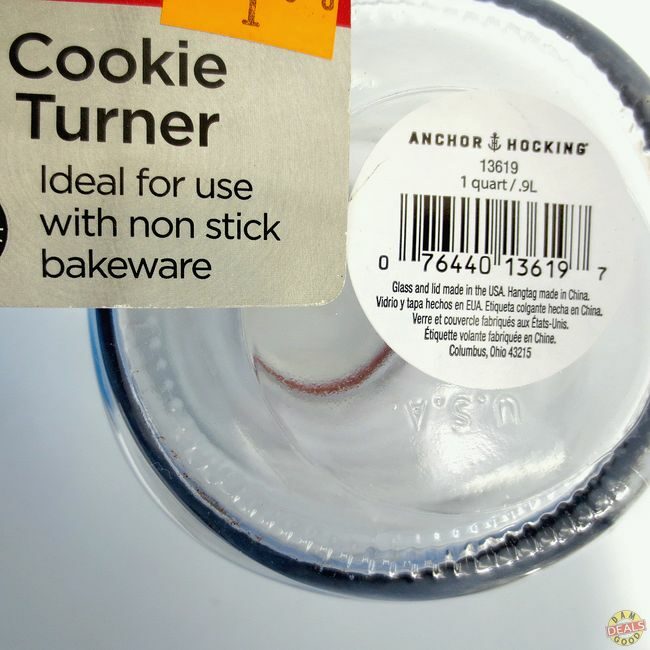 Cookie
Turner
Ideal for use
with non stick
bakeware
ANCHOR HOCKING
13619
1 quart / .9L
0 76440 13619 7
Glass and lid made in the USA. Hangtag made in China.
Vidrio y tapa hechos en EUA. Etiqueta colgante hecha en China.
Verre et couvercle fabriqués aux États-Unis.
Étiquette volante fabriquée en Chine.
Columbus, Ohio 43215
U.S.A.
DAM
DEALS
GOOD